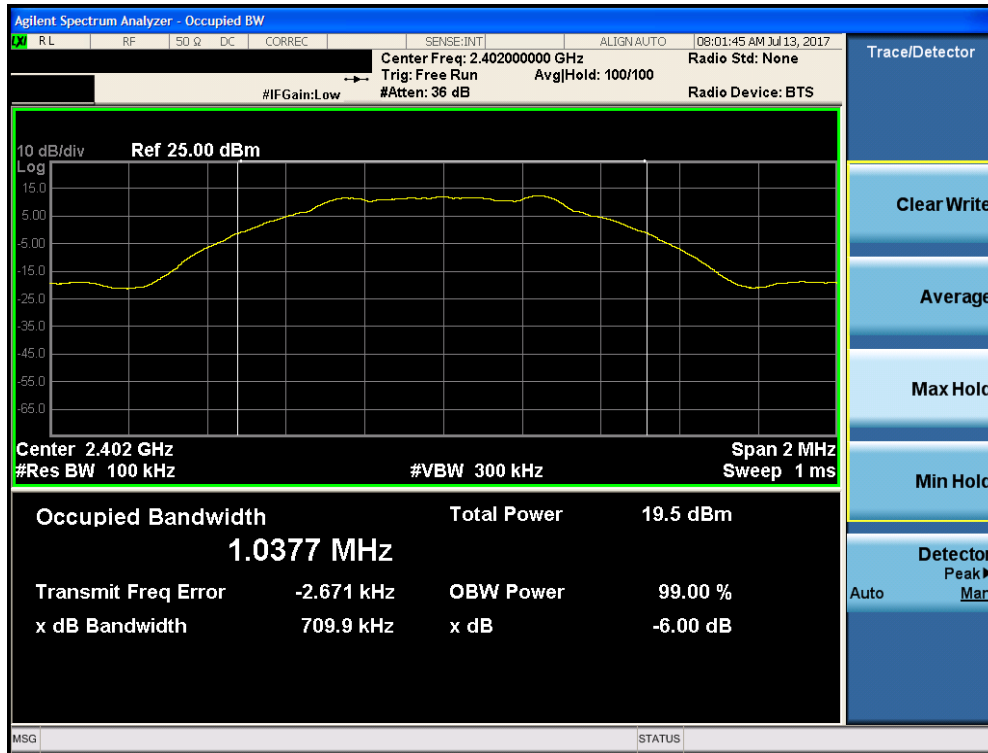 Agilent Spectrum Analyzer - Occupied BW
LXI RL RF 50 Ω DC CORREC SENSE:INT ALIGN AUTO 08:01:45 AM Jul 13, 2017
Center Freq: 2.402000000 GHz Radio Std: None
Trig: Free Run Avg|Hold: 100/100
#IFGain:Low #Atten: 36 dB Radio Device: BTS
10 dB/div Ref 25.00 dBm
Log
15.0
5.00
-5.00
-15.0
-25.0
-35.0
-45.0
-55.0
-65.0
Center 2.402 GHz Span 2 MHz
#Res BW 100 kHz #VBW 300 kHz Sweep 1 ms
Occupied Bandwidth Total Power 19.5 dBm
1.0377 MHz
Transmit Freq Error -2.671 kHz OBW Power 99.00 %
x dB Bandwidth 709.9 kHz x dB -6.00 dB
MSG STATUS
Trace/Detector
Clear Write
Average
Max Hold
Min Hold
Detector
Peak▶
Auto Man